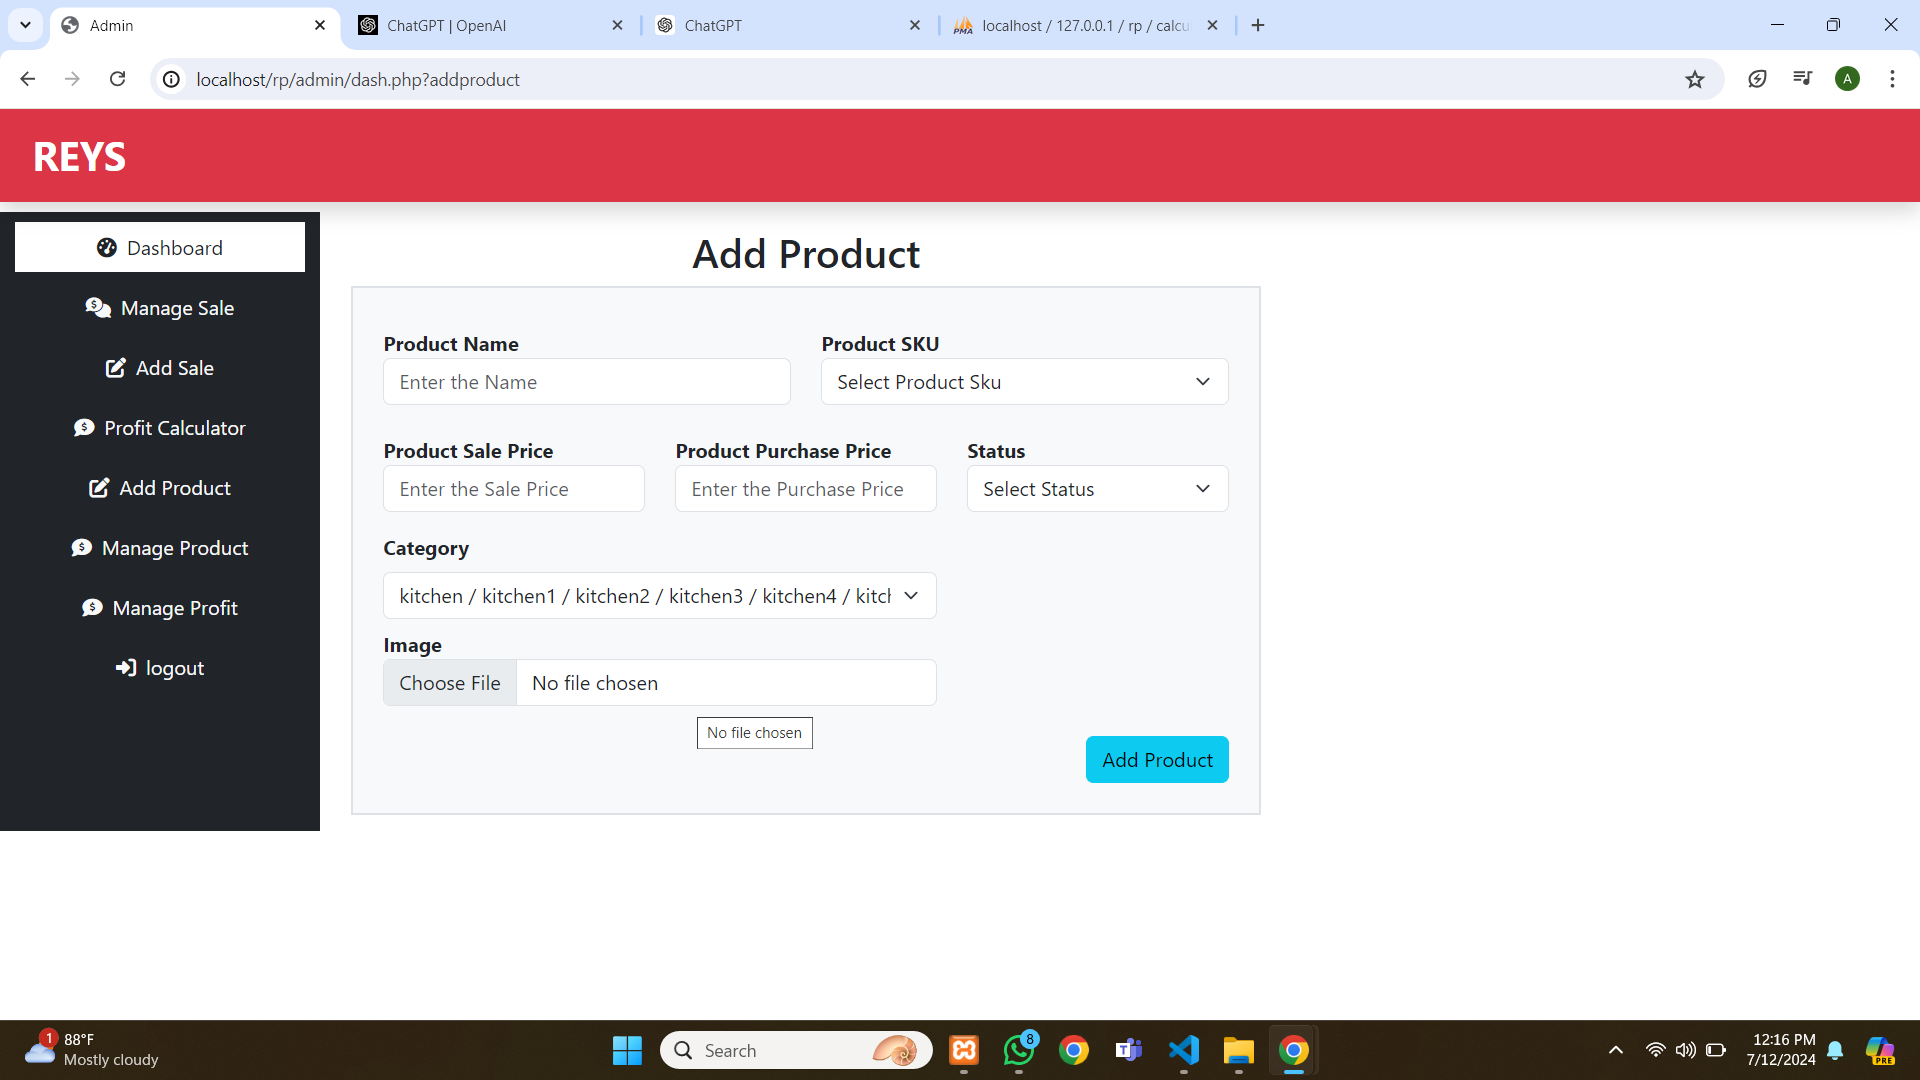 Admin
ChatGPT | OpenAI
ChatGPT
localhost / 127.0.0.1 / rp / calcu
localhost/rp/admin/dash.php?addproduct
A
REYS
Dashboard
Manage Sale
Add Sale
Profit Calculator
Add Product
Manage Product
Manage Profit
logout
Add Product
Product Name
Product SKU
Enter the Name
Select Product Sku
Product Sale Price
Product Purchase Price
Status
Enter the Sale Price
Enter the Purchase Price
Select Status
Category
kitchen / kitchen1 / kitchen2 / kitchen3 / kitchen4 / kitch
Image
Choose File
No file chosen
No file chosen
Add Product
1
88°F
Mostly cloudy
Search
8
12:16 PM
7/12/2024
PRE